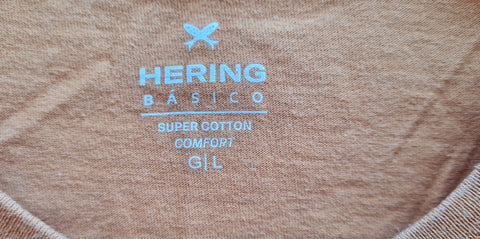 HERING
BÁSICO
SUPER COTTON
COMFORT
G|L